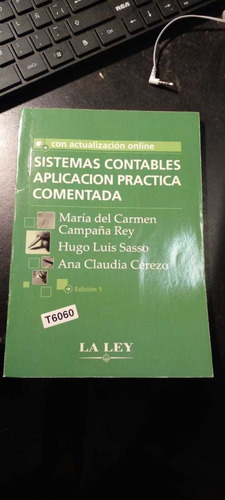 RCA
con actualización online
SISTEMAS CONTABLES
APLICACION PRACTICA
COMENTADA
María del Carmen
Campaña Rey
Hugo Luis Sasso
Ana Claudia Cerezo
Edición 1
T6060
LA LEY